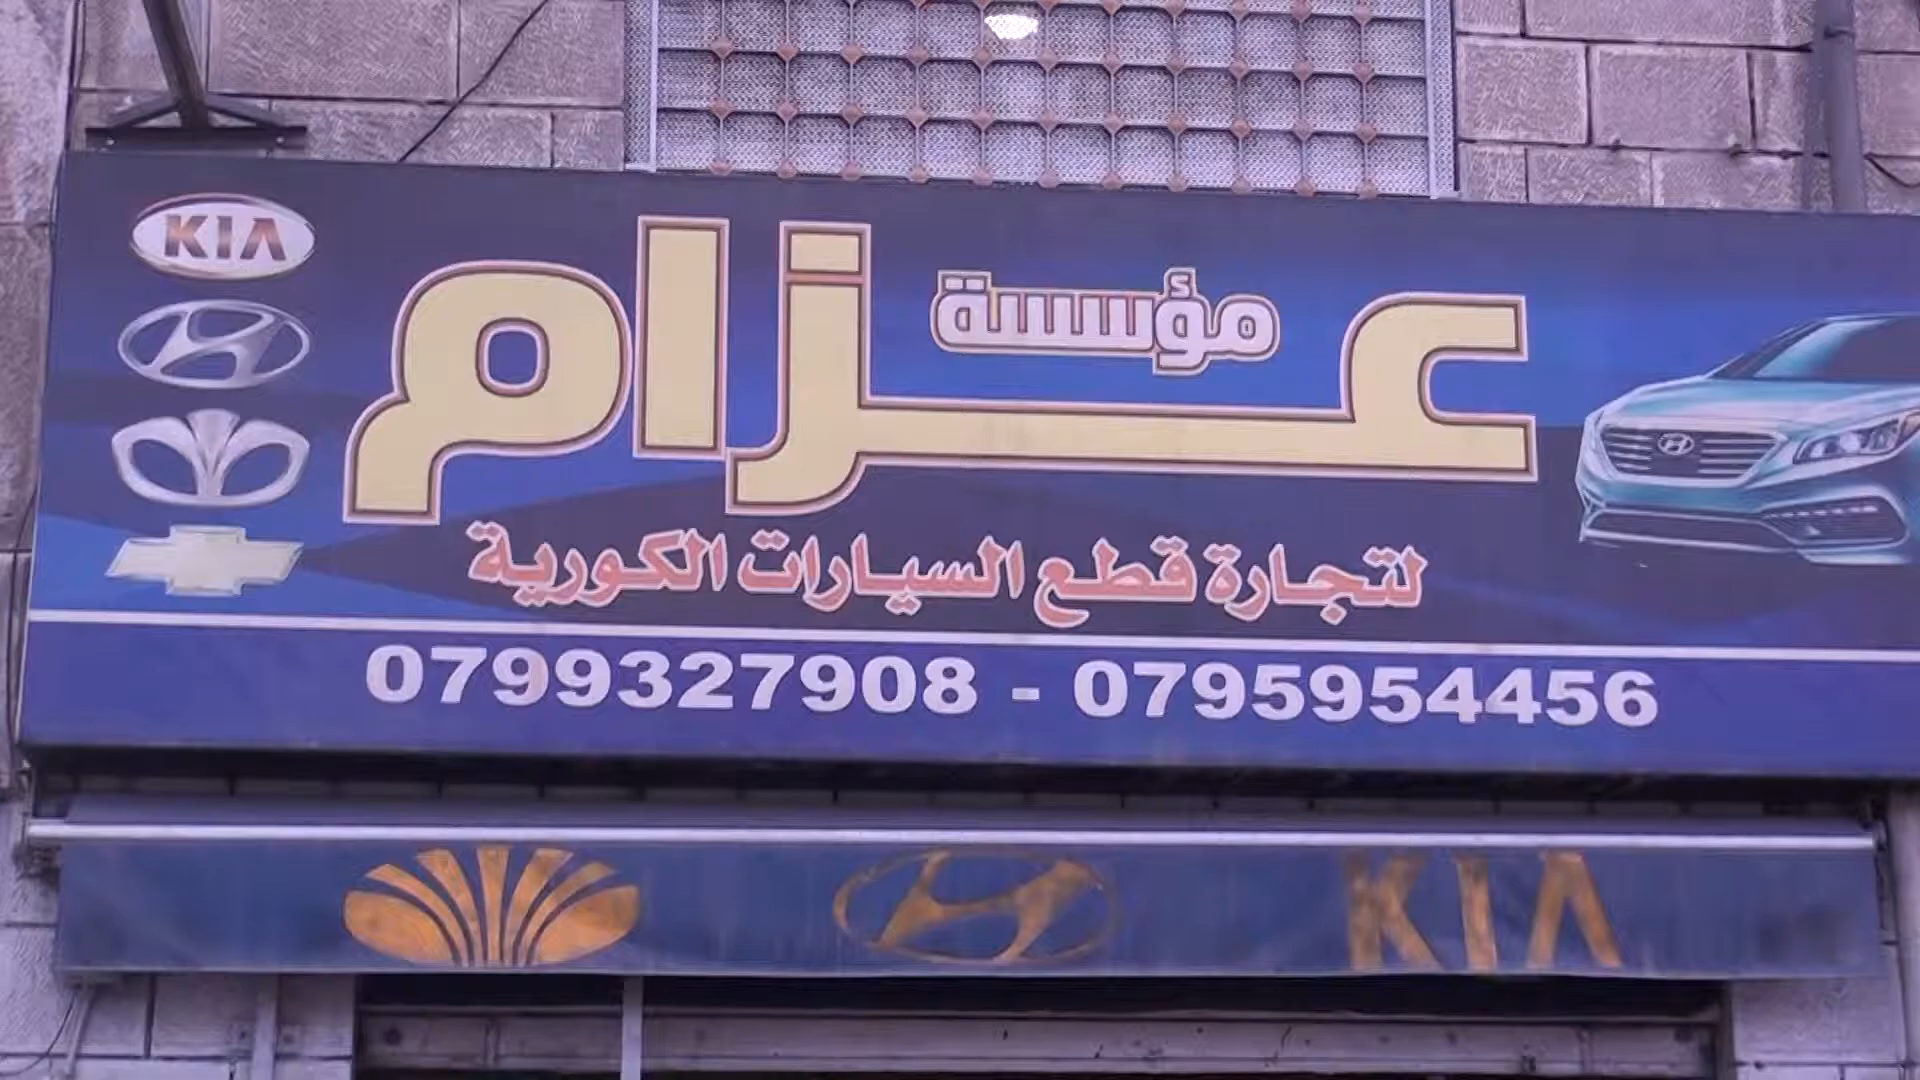 KIA
مؤسسة
عزام
لتجارة قطع السيارات الكورية
0799327908 - 0795954456
KIA